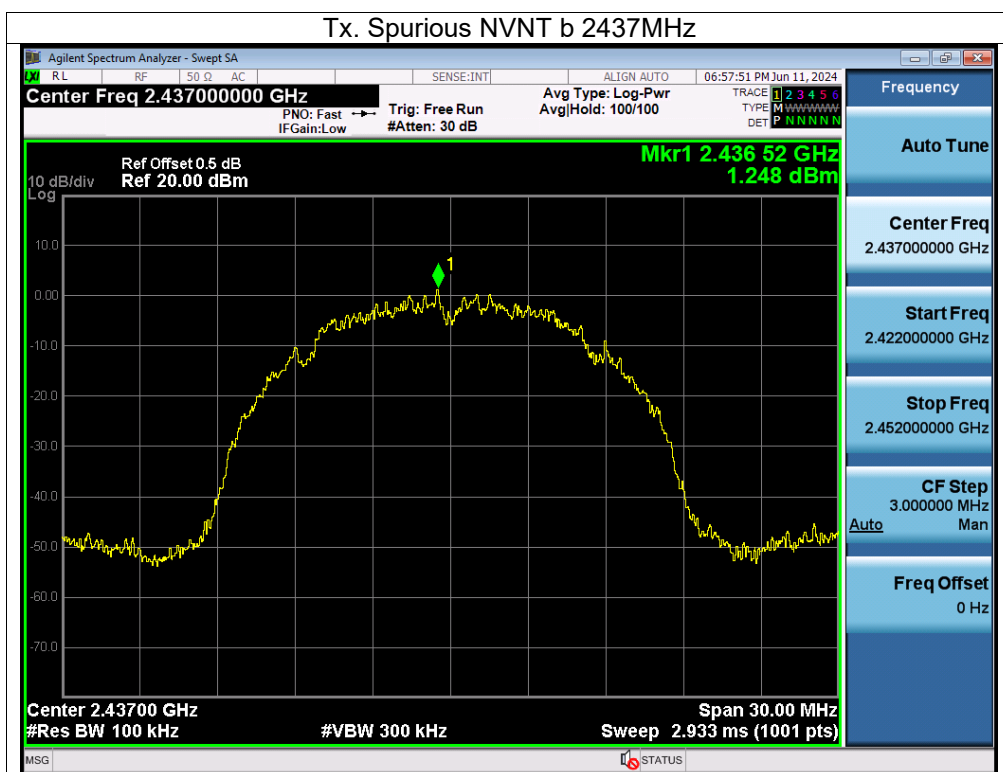 Tx. Spurious NVNT b 2437MHz
Agilent Spectrum Analyzer - Swept SA
LXI RL RF 50 Ω AC SENSE:INT ALIGN AUTO 06:57:51 PM Jun 11, 2024
Center Freq 2.437000000 GHz
PNO: Fast
IFGain:Low
Trig: Free Run
#Atten: 30 dB
Avg Type: Log-Pwr
Avg|Hold: 100/100
TRACE 1 2 3 4 5 6
TYPE M WWWWW
DET P N N N N N
Mkr1 2.436 52 GHz
1.248 dBm
Ref Offset 0.5 dB
10 dB/div Ref 20.00 dBm
Log
10.0
1
0.00
-10.0
-20.0
-30.0
-40.0
-50.0
-60.0
-70.0
Center 2.43700 GHz Span 30.00 MHz
#Res BW 100 kHz #VBW 300 kHz Sweep 2.933 ms (1001 pts)
MSG STATUS
Frequency
Auto Tune
Center Freq
2.437000000 GHz
Start Freq
2.422000000 GHz
Stop Freq
2.452000000 GHz
CF Step
3.000000 MHz
Auto Man
Freq Offset
0 Hz